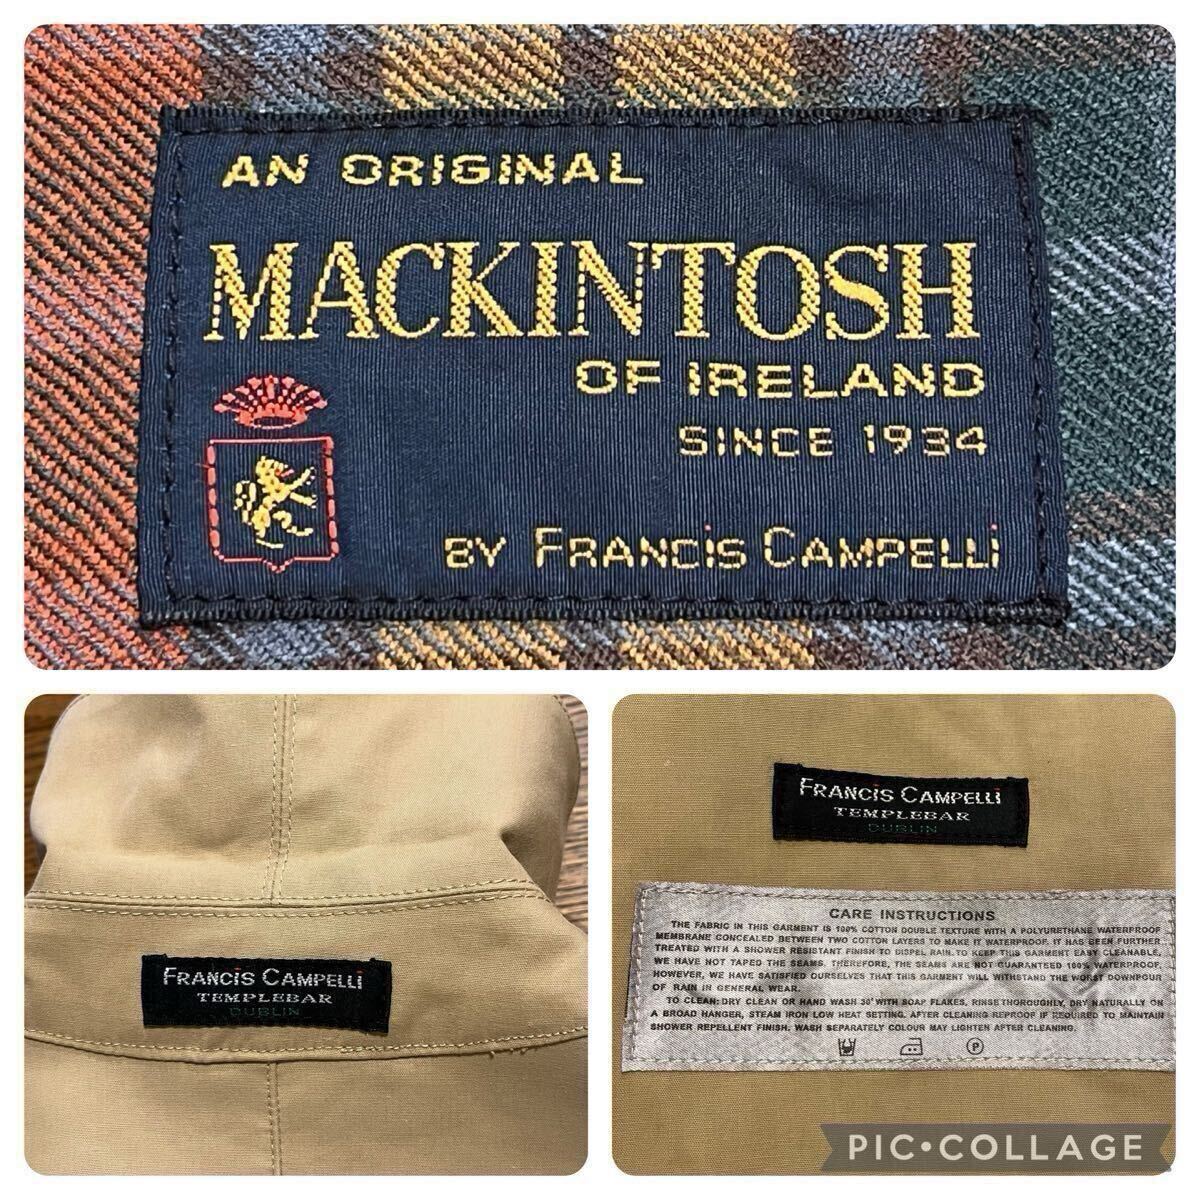 AN ORIGINAL
MACKINTOSH
OF IRELAND
SINCE 1934
BY FRANCIS CAMPELLI
FRANCIS CAMPELLI
TEMPLEBAR
DUBLIN
FRANCIS CAMPELLI
TEMPLEBAR
DUBLIN
CARE INSTRUCTIONS
THE FABRIC IN THIS GARMENT IS 100% COTTON DOUBLE TEXTURE WITH A POLYURETHANE WATERPROOF
MEMBRANE CONCEALED BETWEEN TWO COTTON LAYERS TO MAKE IT WATERPROOF. IT HAS BEEN FURTHER
TREATED WITH A SHOWER RESISTANT FINISH TO DISPEL RAIN. TO KEEP THIS GARMENT EASY CLEANABLE,
WE HAVE NOT TAPED THE SEAMS. THEREFORE, THE SEAMS ARE NOT GUARANTEED 100% WATERPROOF,
HOWEVER, WE HAVE SATISFIED OURSELVES THAT THIS GARMENT WILL WITHSTAND THE WORST DOWNPOUR
OF RAIN IN GENERAL WEAR.
TO CLEAN: DRY CLEAN OR HAND WASH 30° WITH SOAP FLAKES, RINSE THOROUGHLY, DRY NATURALLY ON
A BROAD HANGER, STEAM IRON LOW HEAT SETTING. AFTER CLEANING REPROOF IF REQUIRED TO MAINTAIN
SHOWER REPELLENT FINISH. WASH SEPARATELY COLOUR MAY LIGHTEN AFTER CLEANING.
P
PIC•COLLAGE